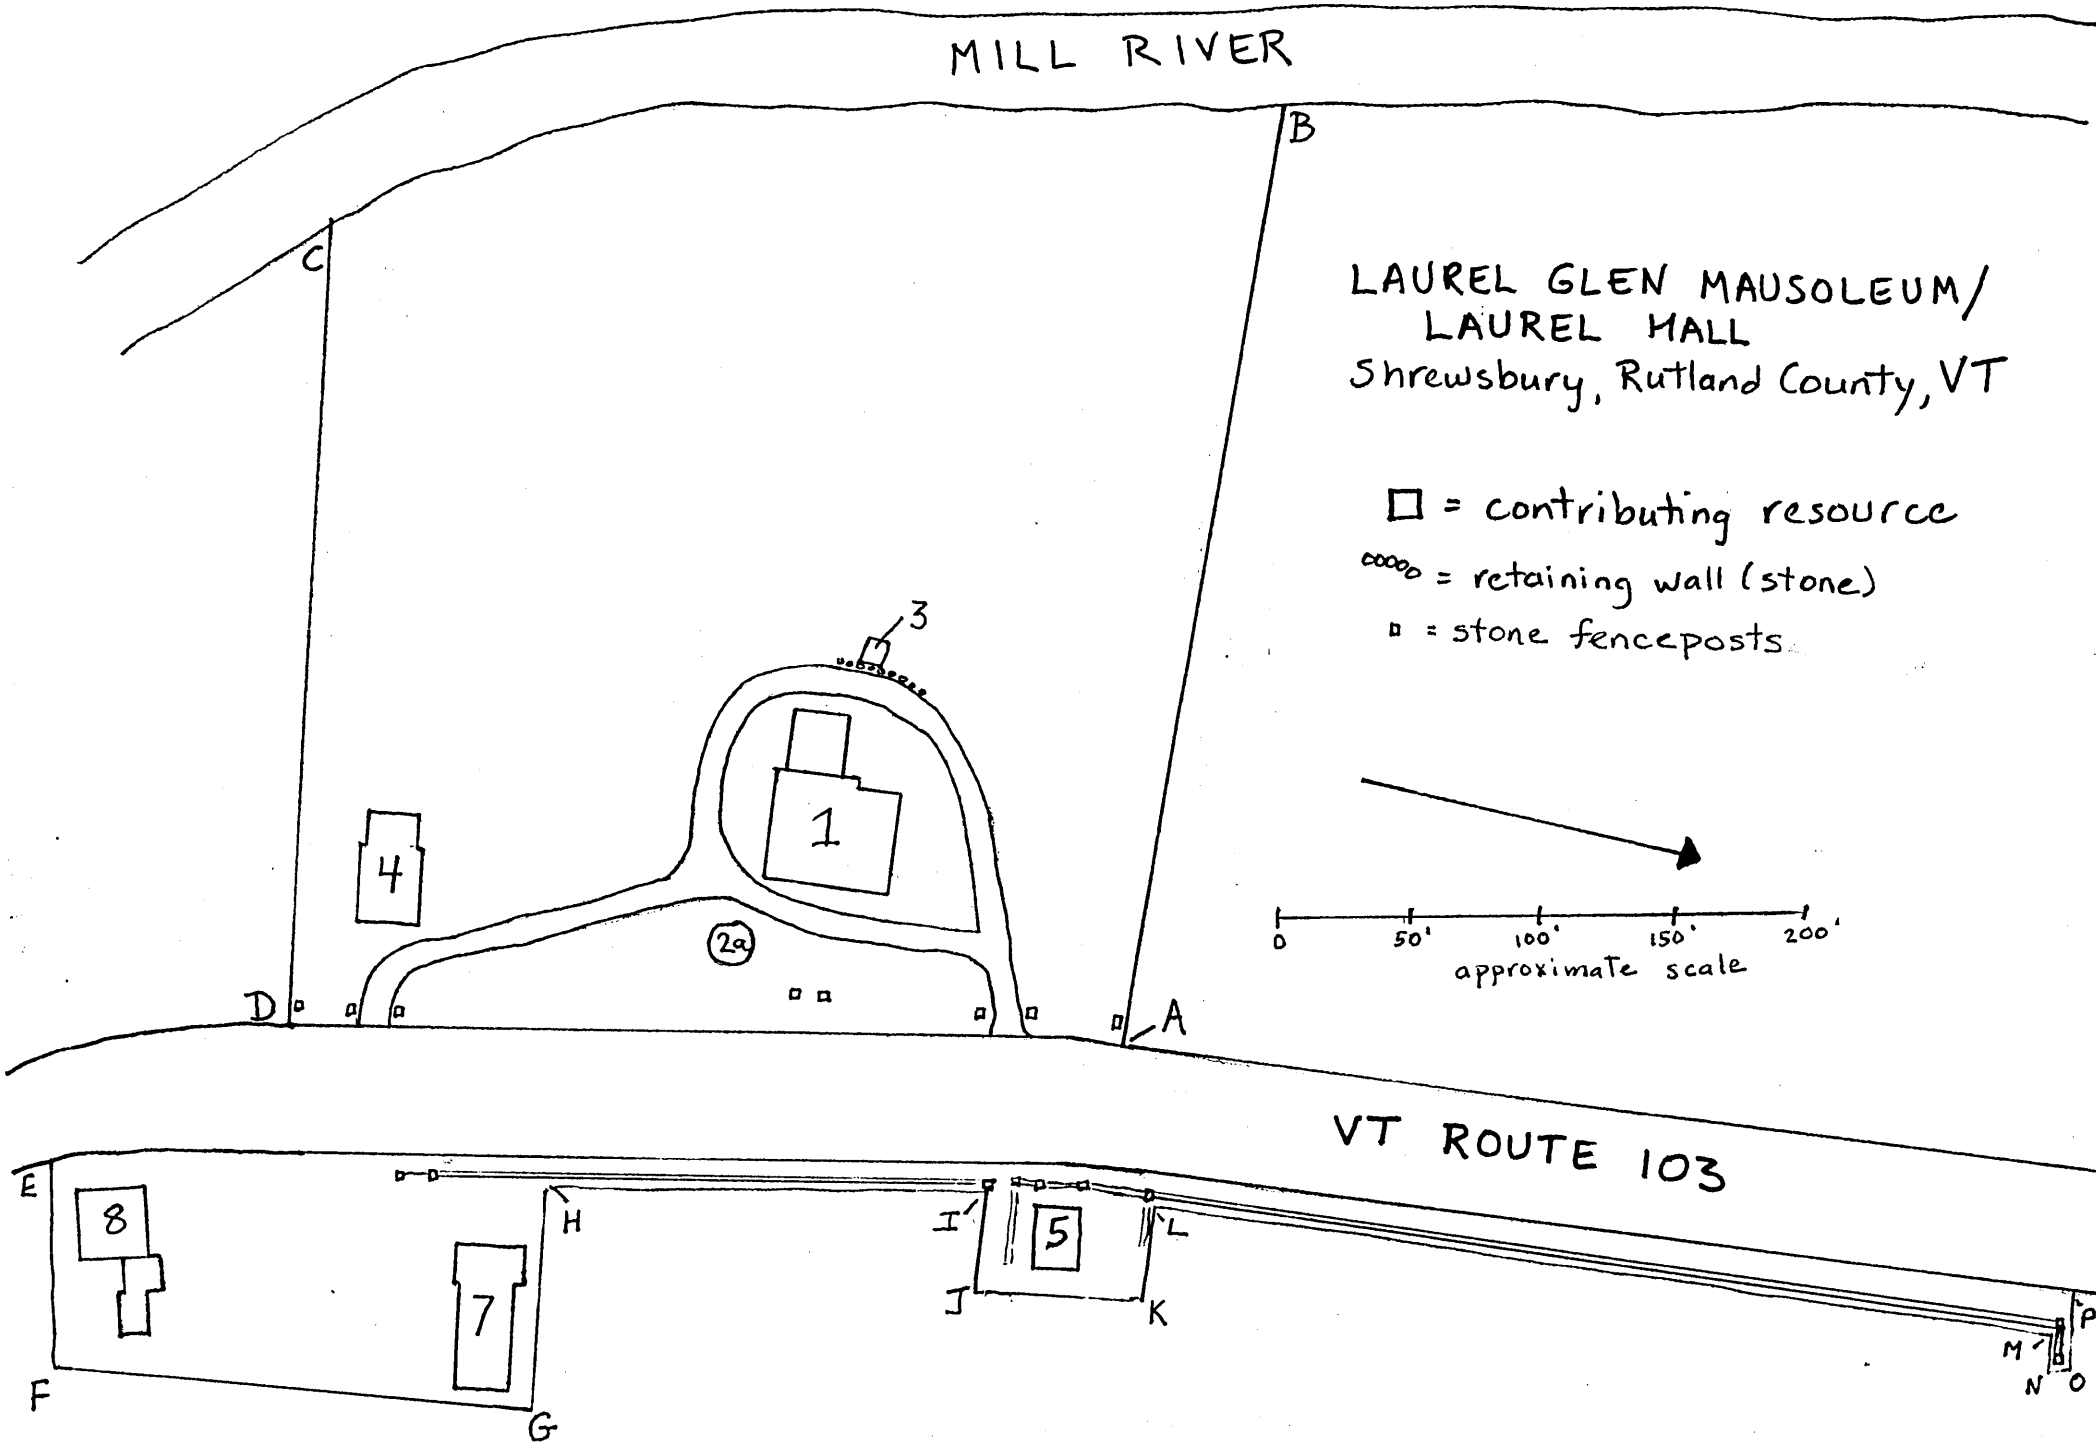 MILL RIVER
B
C
LAUREL GLEN MAUSOLEUM/
LAUREL HALL
Shrewsbury, Rutland County, VT
= contributing resource
= retaining wall (stone)
= stone fenceposts
3
1
4
2a
0 50' 100' 150' 200'
approximate scale
D
A
VT ROUTE 103
E
8
H
I
5
L
7
J
K
P
M
N
O
F
G